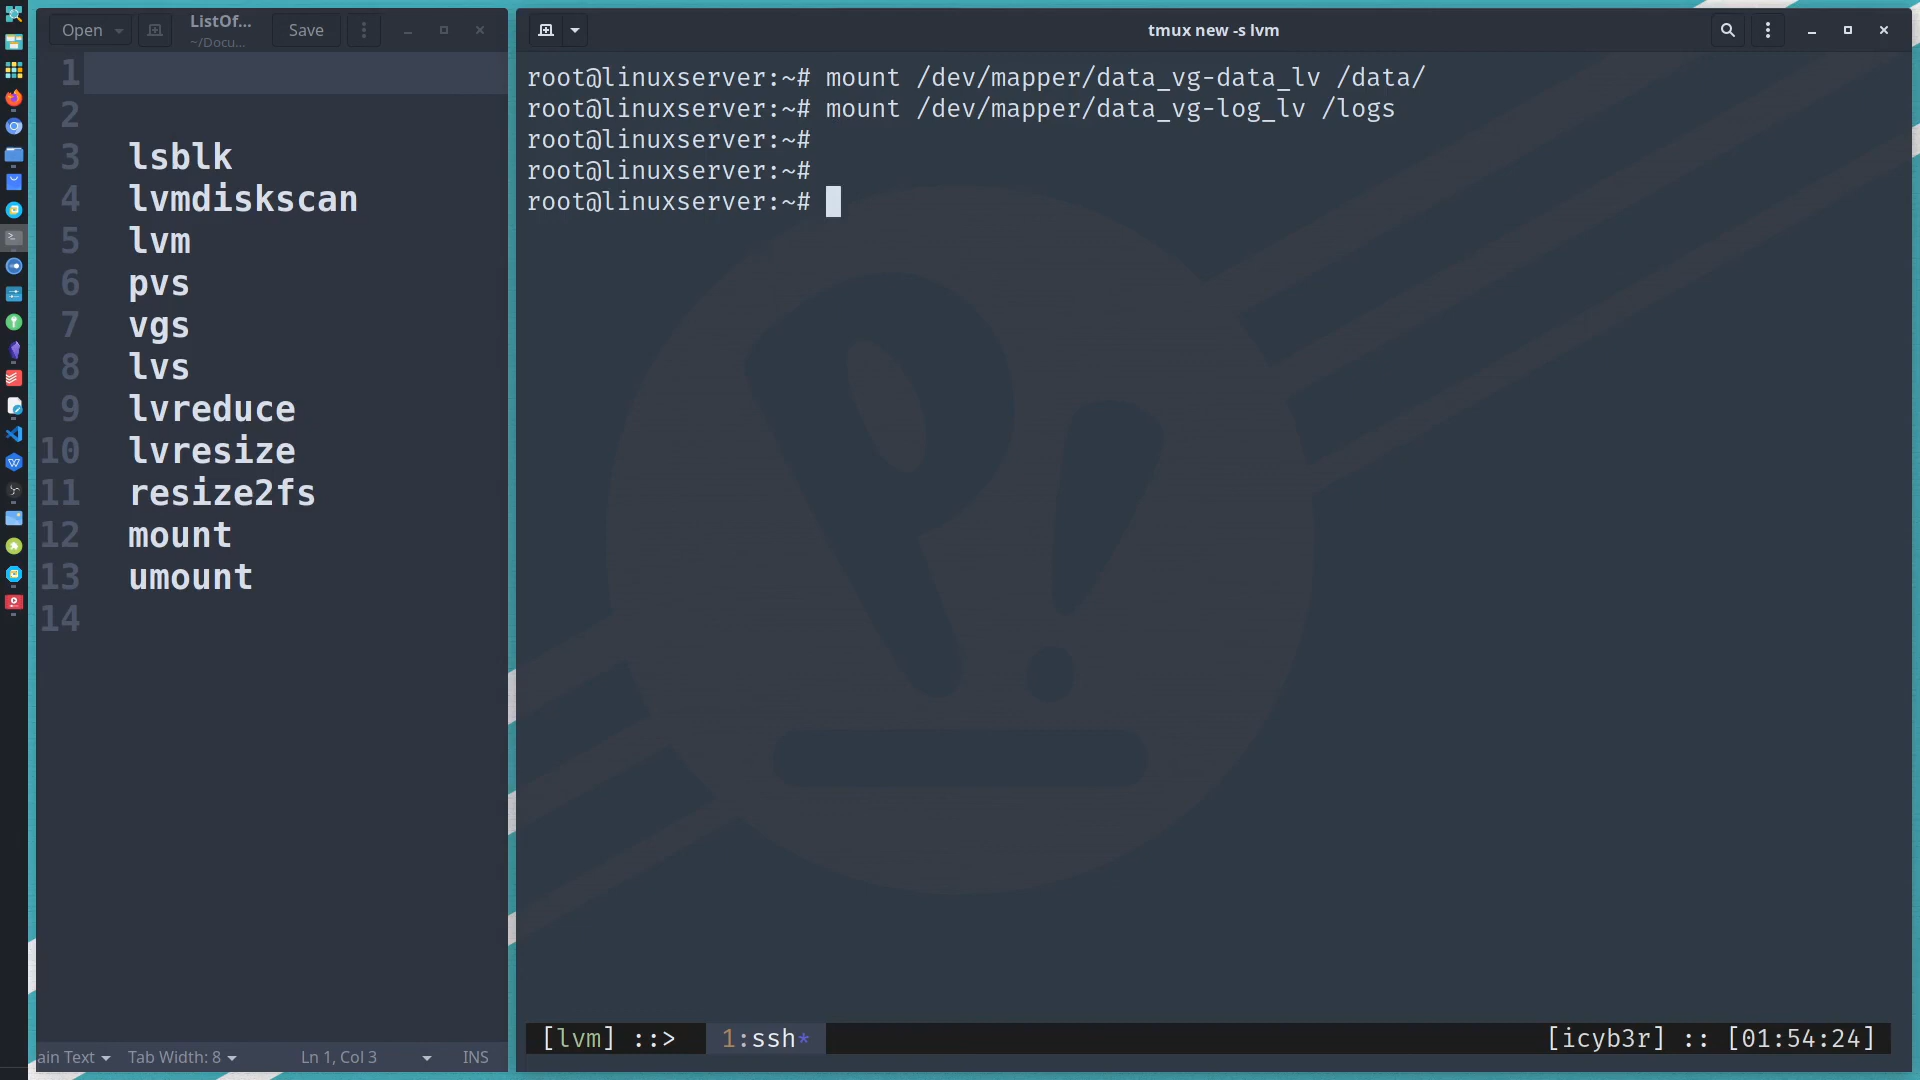 Open
ListOf...
~/Docu...
Save
1
2
3 lsblk
4 lvmdiskscan
5 lvm
6 pvs
7 vgs
8 lvs
9 lvreduce
10 lvresize
11 resize2fs
12 mount
13 umount
14
ain Text Tab Width: 8 Ln 1, Col 3 INS
tmux new -s lvm
root@linuxserver:~# mount /dev/mapper/data_vg-data_lv /data/
root@linuxserver:~# mount /dev/mapper/data_vg-log_lv /logs
root@linuxserver:~#
root@linuxserver:~#
root@linuxserver:~#
[lvm] ::> 1:ssh* [icyb3r] :: [01:54:24]